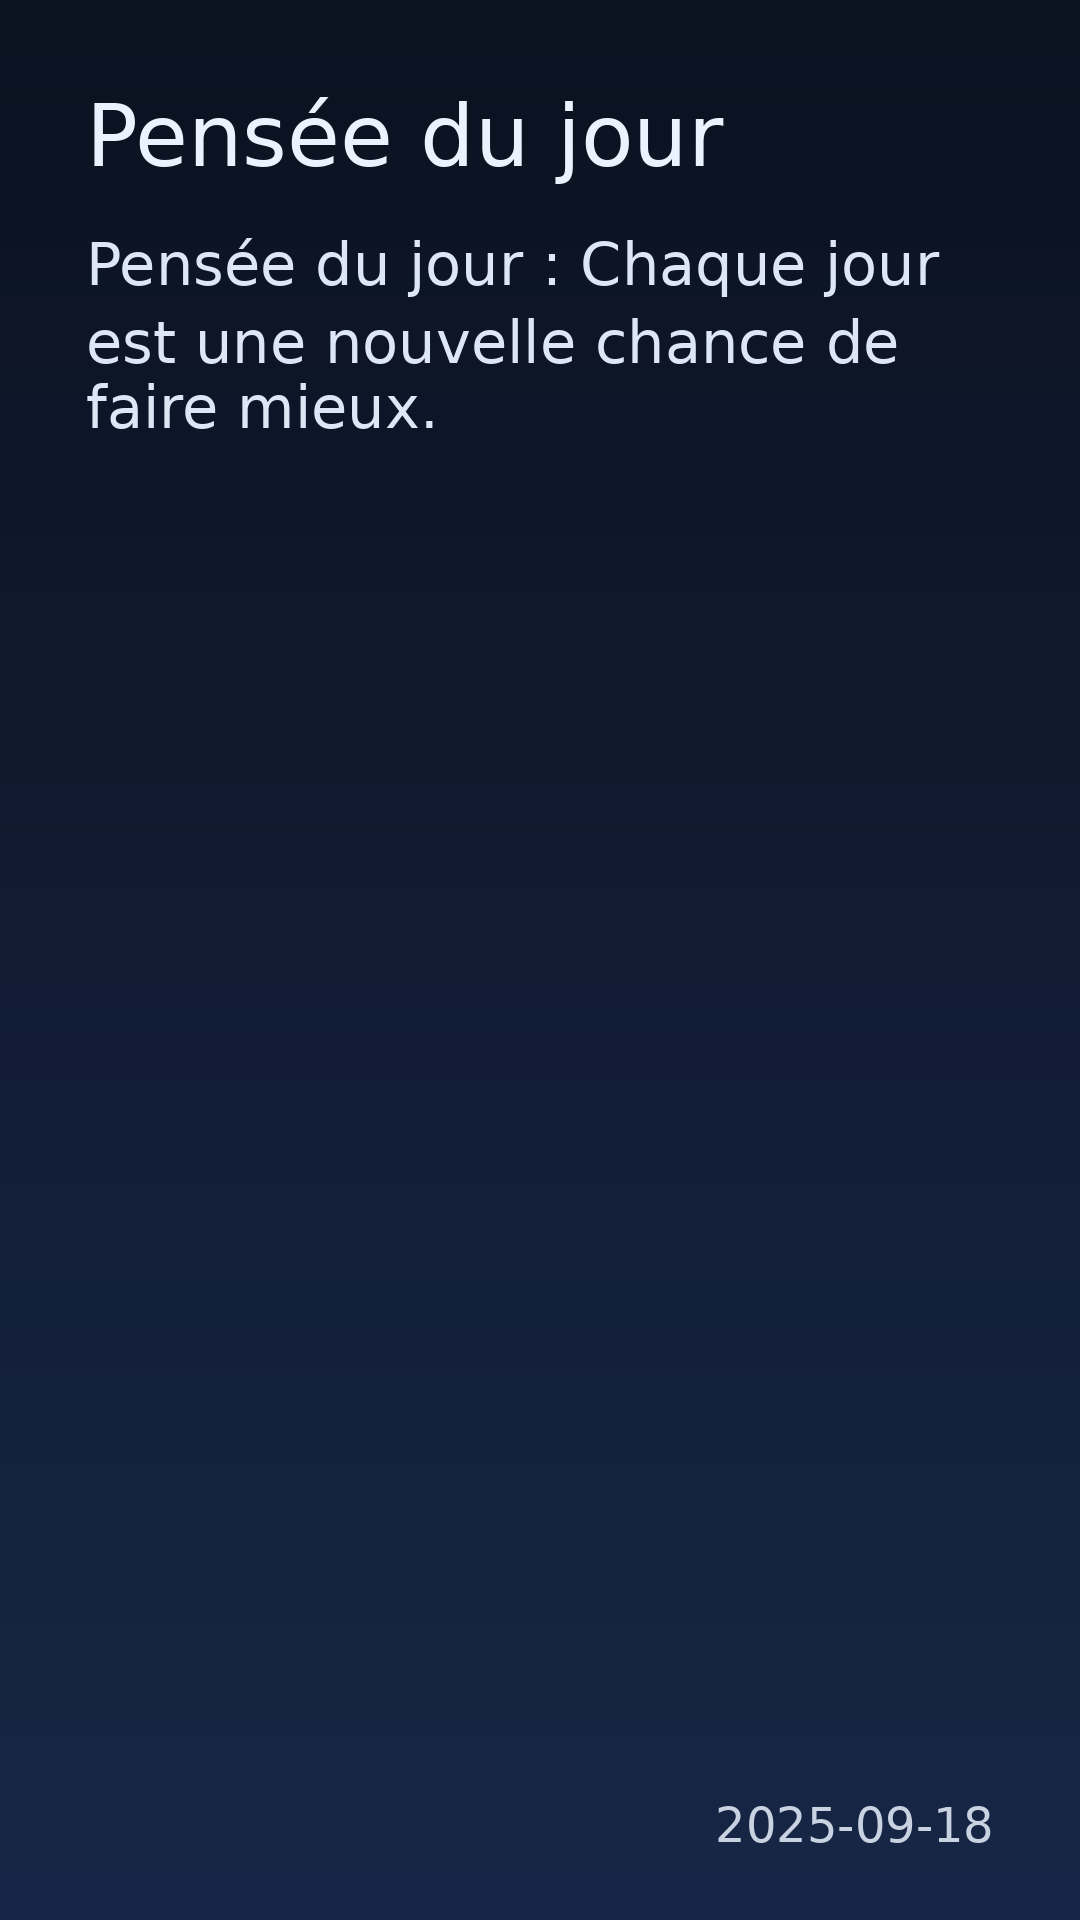 Pensée du jour
Pensée du jour : Chaque jour
est une nouvelle chance de
faire mieux.
2025-09-18